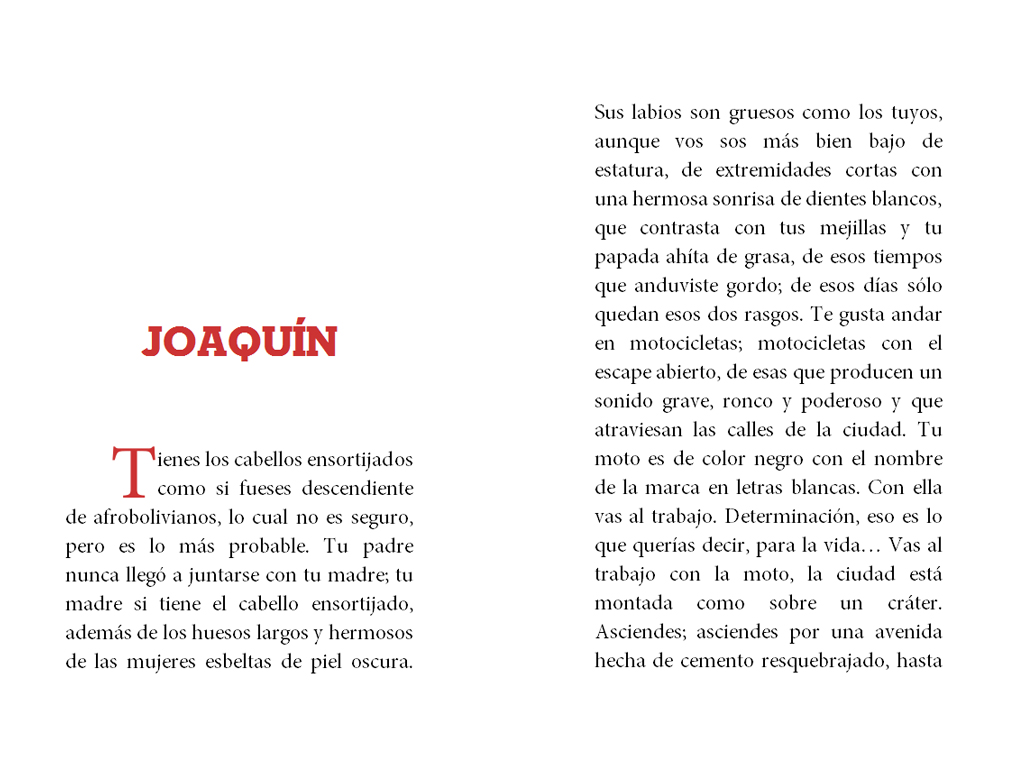 JOAQUÍN
Tienes los cabellos ensortijados
como si fueses descendiente
de afrobolivianos, lo cual no es seguro,
pero es lo más probable. Tu padre
nunca llegó a juntarse con tu madre; tu
madre si tiene el cabello ensortijado,
además de los huesos largos y hermosos
de las mujeres esbeltas de piel oscura.
Sus labios son gruesos como los tuyos,
aunque vos sos más bien bajo de
estatura, de extremidades cortas con
una hermosa sonrisa de dientes blancos,
que contrasta con tus mejillas y tu
papada ahíta de grasa, de esos tiempos
que anduviste gordo; de esos días sólo
quedan esos dos rasgos. Te gusta andar
en motocicletas; motocicletas con el
escape abierto, de esas que producen un
sonido grave, ronco y poderoso y que
atraviesan las calles de la ciudad. Tu
moto es de color negro con el nombre
de la marca en letras blancas. Con ella
vas al trabajo. Determinación, eso es lo
que querías decir, para la vida… Vas al
trabajo con la moto, la ciudad está
montada como sobre un cráter.
Asciendes; asciendes por una avenida
hecha de cemento resquebrajado, hasta